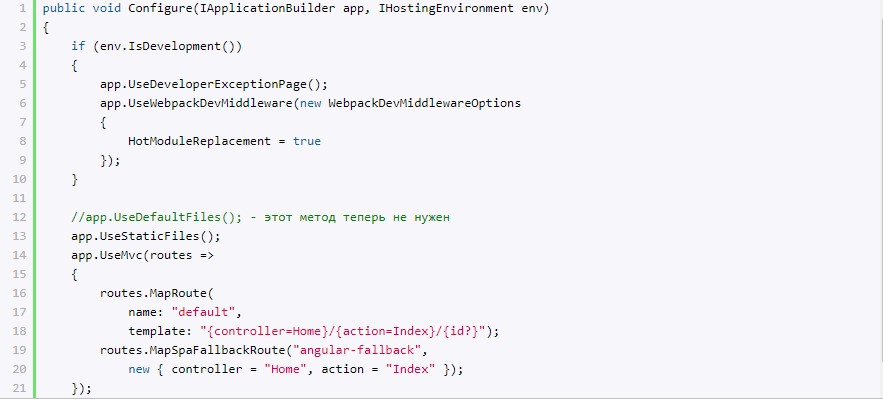 1 public void Configure(IApplicationBuilder app, IHostingEnvironment env)
2 {
3     if (env.IsDevelopment())
4     {
5         app.UseDeveloperExceptionPage();
6         app.UseWebpackDevMiddleware(new WebpackDevMiddlewareOptions
7         {
8             HotModuleReplacement = true
9         });
10     }
11
12     //app.UseDefaultFiles(); - этот метод теперь не нужен
13     app.UseStaticFiles();
14     app.UseMvc(routes =>
15     {
16         routes.MapRoute(
17             name: "default",
18             template: "{controller=Home}/{action=Index}/{id?}");
19         routes.MapSpaFallbackRoute("angular-fallback",
20             new { controller = "Home", action = "Index" });
21     });